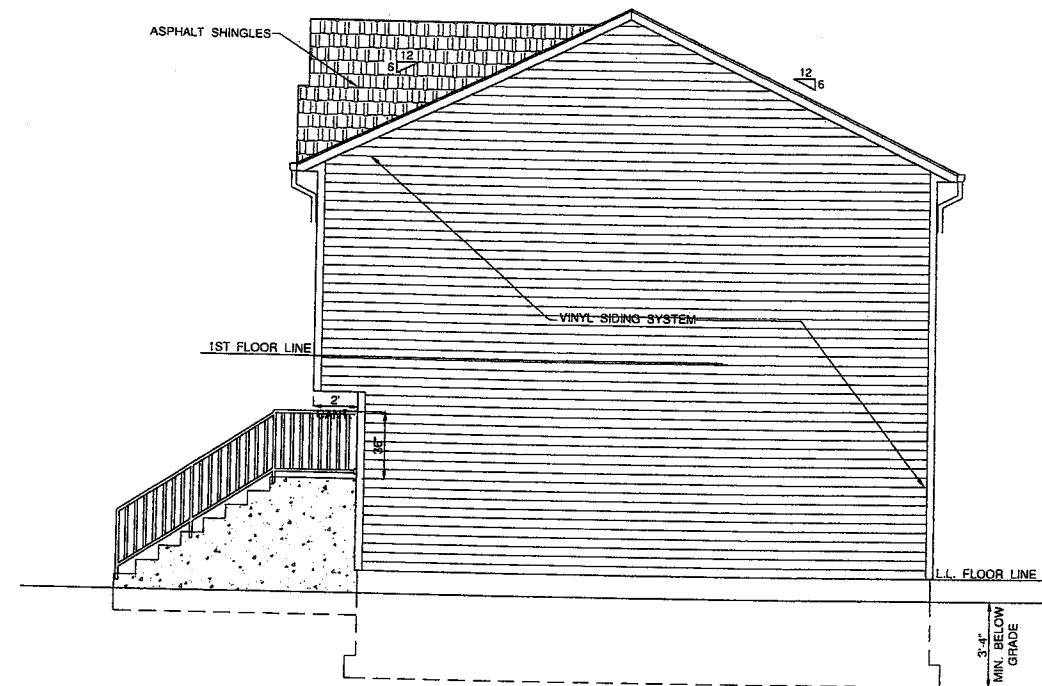 ASPHALT SHINGLES
12
6
12
6
VINYL SIDING SYSTEM
1ST FLOOR LINE
2'
CANT.
36"
L.L. FLOOR LINE
3'-4"
MIN. BELOW
GRADE